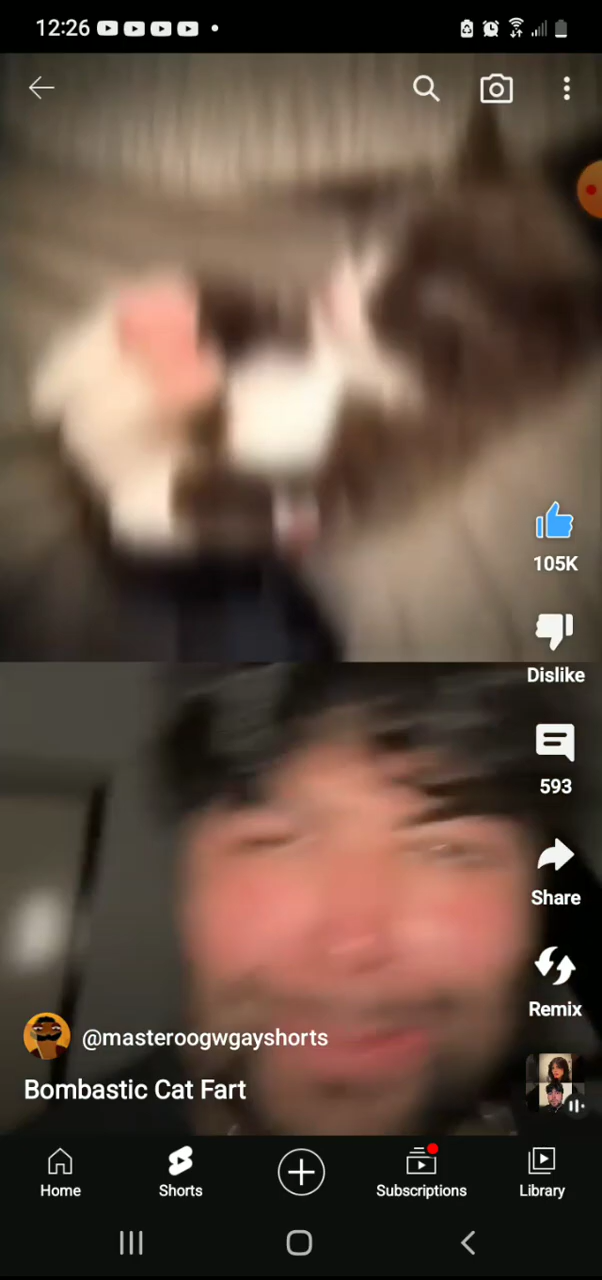 12:26
105K
Dislike
593
Share
Remix
@masteroogwgayshorts
Bombastic Cat Fart
Home
Shorts
Subscriptions
Library